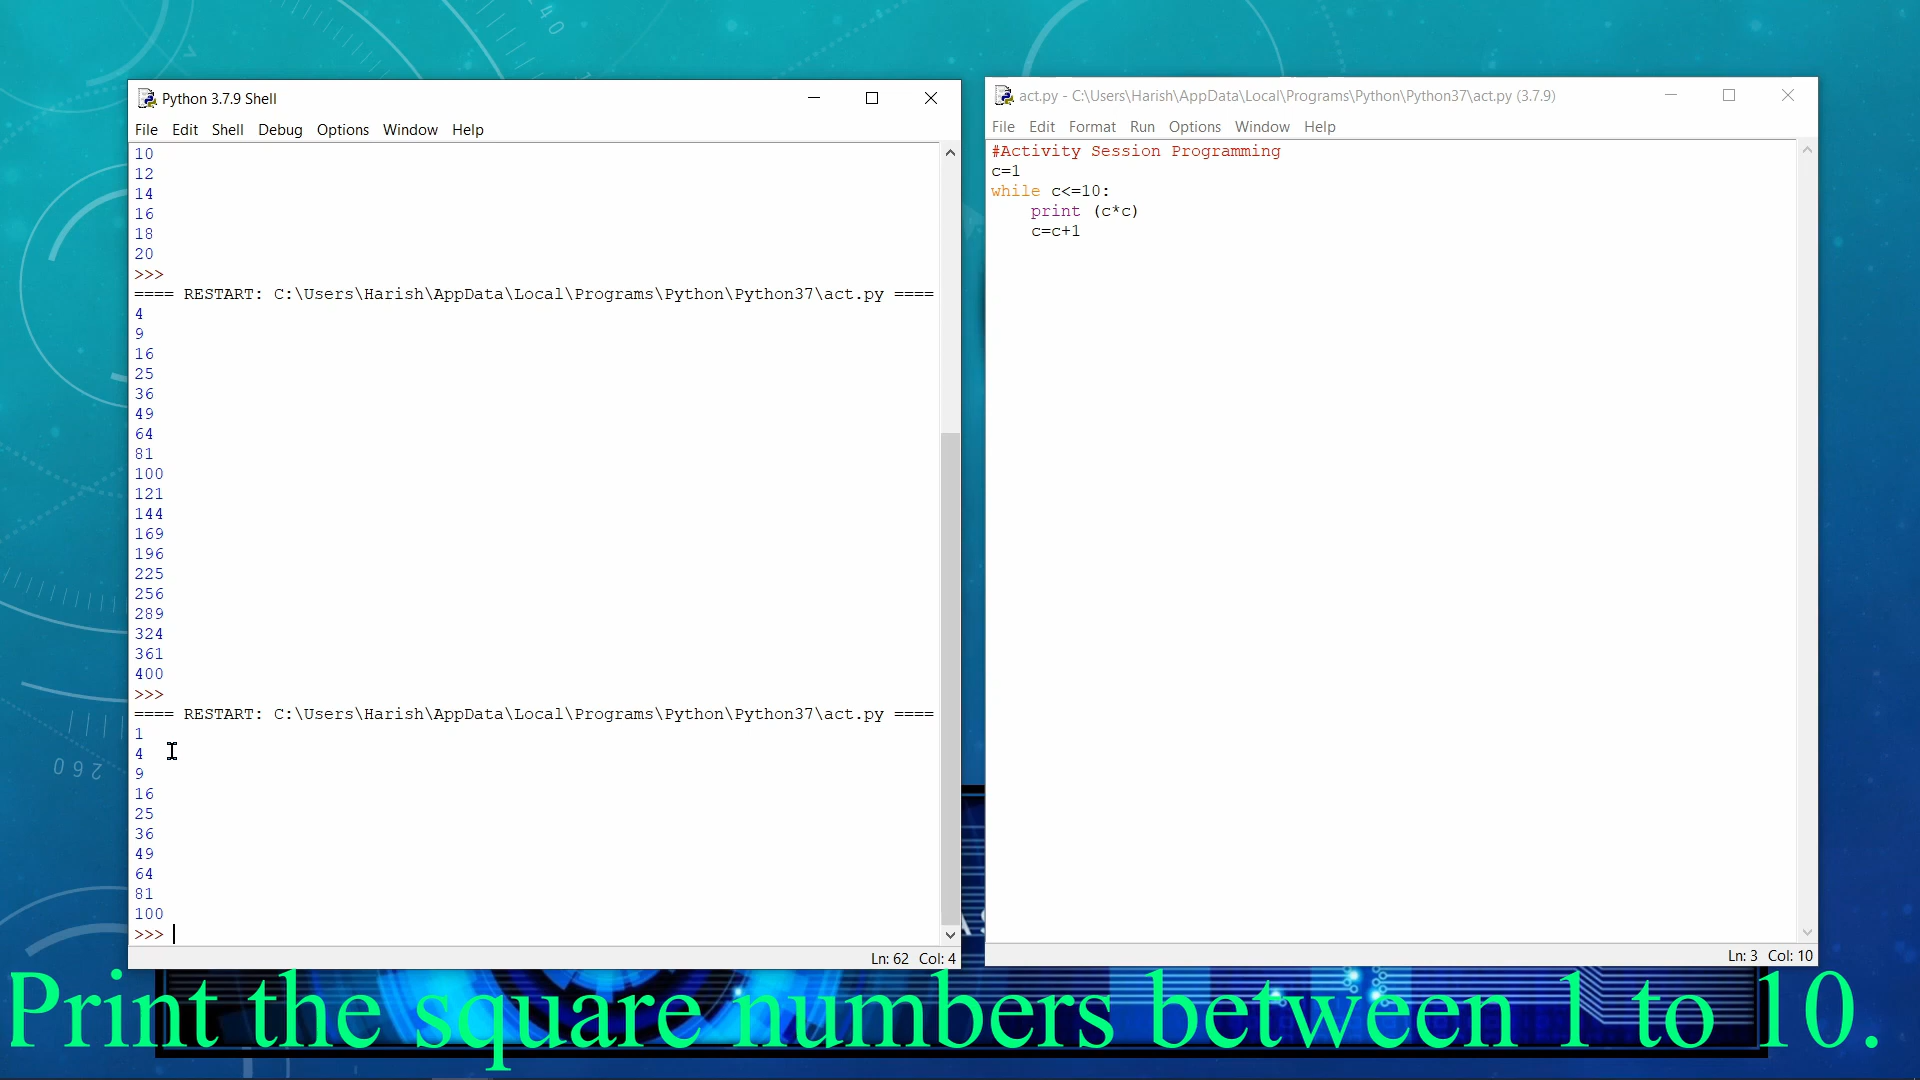 Python 3.7.9 Shell
File Edit Shell Debug Options Window Help
10
12
14
16
18
20
>>>
==== RESTART: C:\Users\Harish\AppData\Local\Programs\Python\Python37\act.py ====
4
9
16
25
36
49
64
81
100
121
144
169
196
225
256
289
324
361
400
>>>
==== RESTART: C:\Users\Harish\AppData\Local\Programs\Python\Python37\act.py ====
1
4
9
16
25
36
49
64
81
100
>>>
Ln: 62 Col: 4
act.py - C:\Users\Harish\AppData\Local\Programs\Python\Python37\act.py (3.7.9)
File Edit Format Run Options Window Help
#Activity Session Programming
c=1
while c<=10:
    print (c*c)
    c=c+1
Ln: 3 Col: 10
40
260
Print the square numbers between 1 to 10.